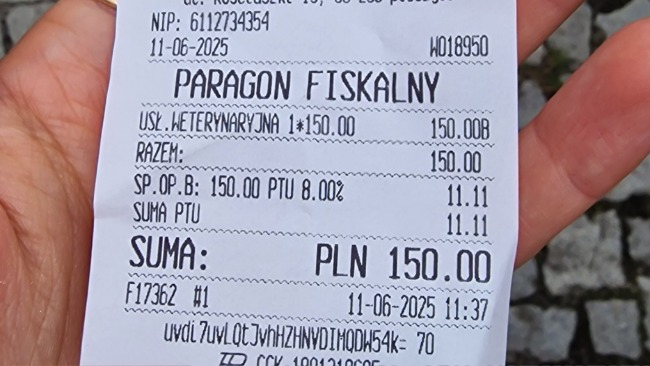 NIP: 6112734354
11-06-2025 W018950
PARAGON FISKALNY
USŁ.WETERYNARYJNA 1*150.00 150.00B
RAZEM: 150.00
SP.OP.B: 150.00 PTU 8.00% 11.11
SUMA PTU 11.11
SUMA: PLN 150.00
F17362 #1 11-06-2025 11:37
uvdi7uvLQtJvhHZHNVDIMQDW54k= 70